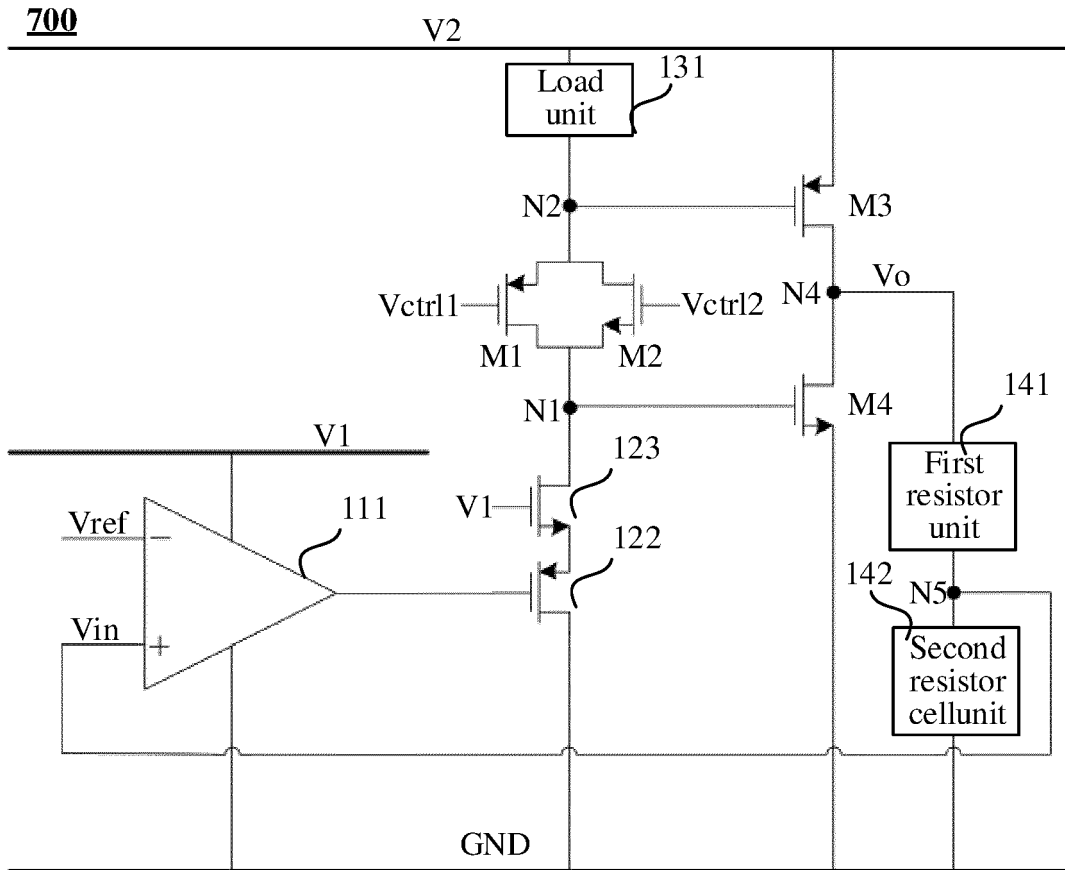 700
V2
131
Load
unit
N2
M3
Vctrl1
Vctrl2
N4
Vo
M1
M2
N1
M4
141
V1
123
First
resistor
unit
V1
Vref
−
111
122
142
N5
Vin
+
Second
resistor
cellunit
GND